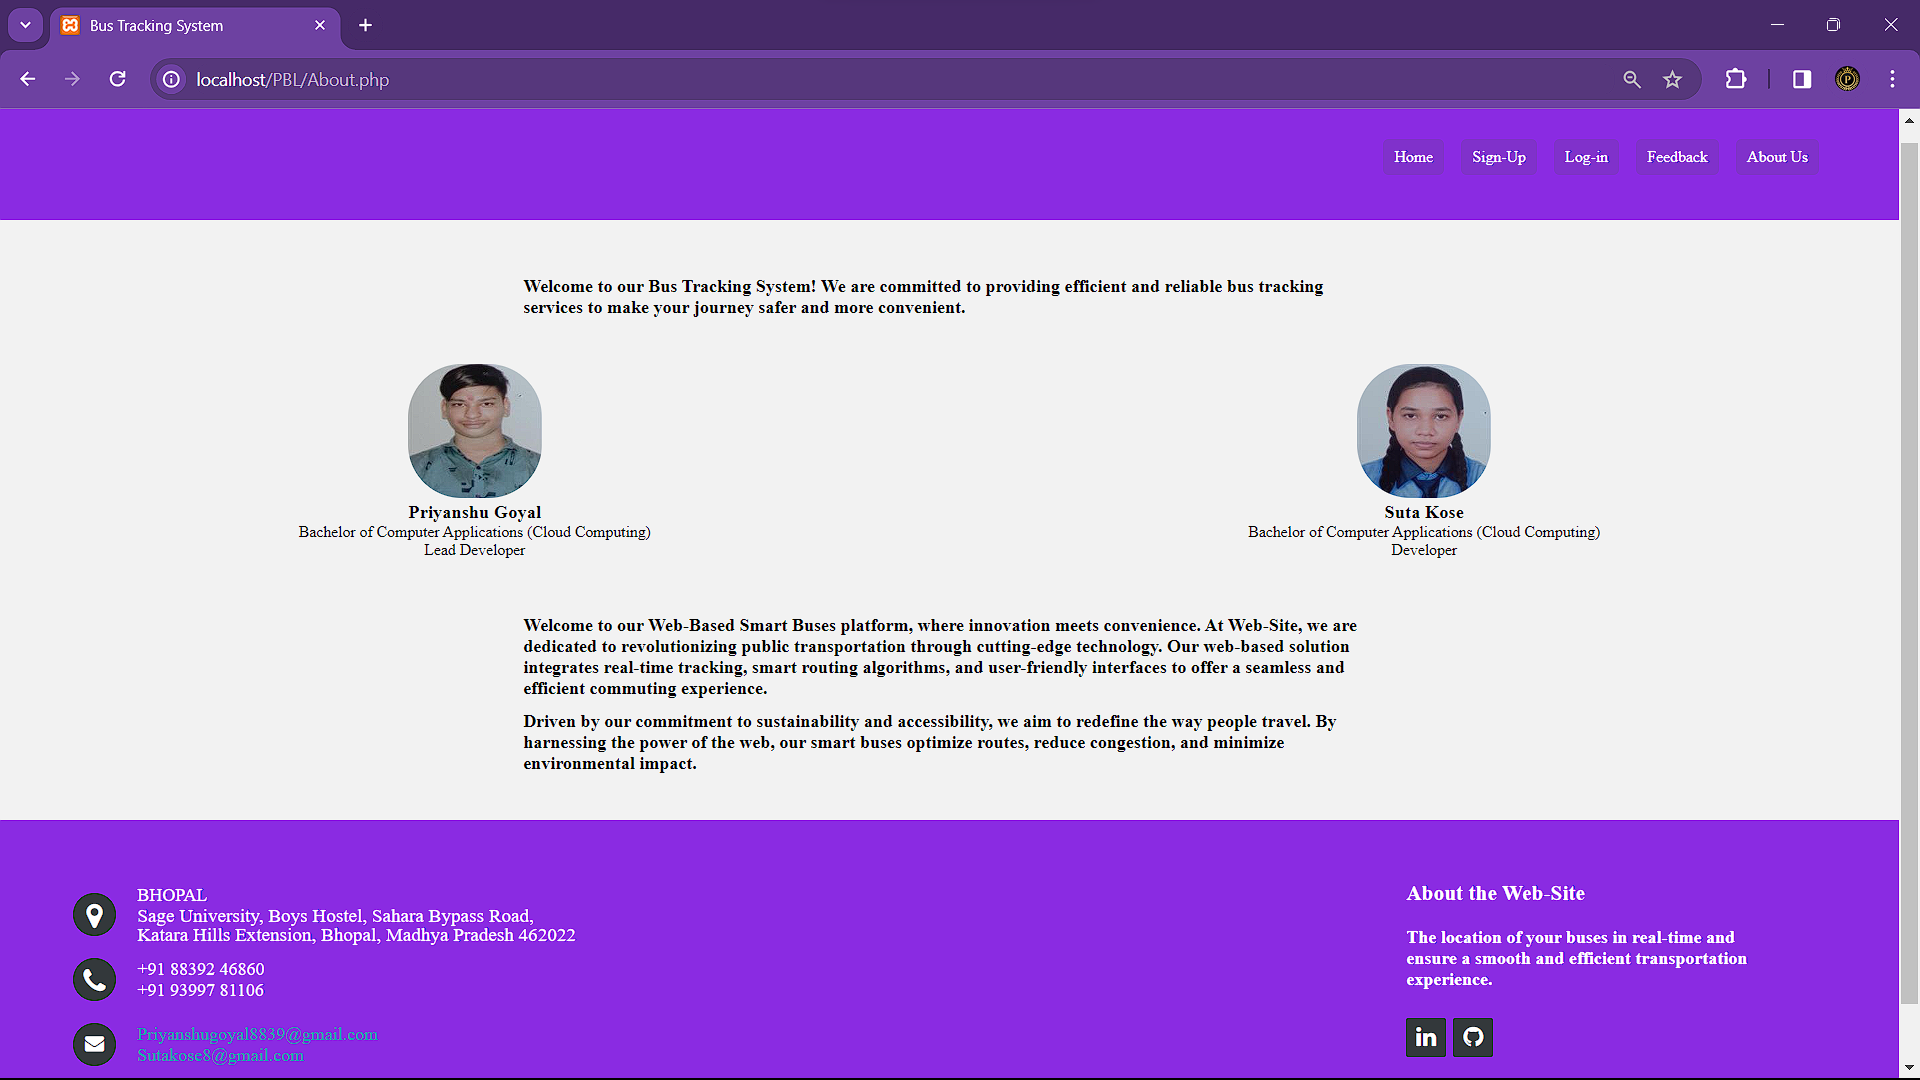 Bus Tracking System
localhost/PBL/About.php
Home Sign-Up Log-in Feedback About Us
Welcome to our Bus Tracking System! We are committed to providing efficient and reliable bus tracking
services to make your journey safer and more convenient.
Priyanshu Goyal
Bachelor of Computer Applications (Cloud Computing)
Lead Developer
Suta Kose
Bachelor of Computer Applications (Cloud Computing)
Developer
Welcome to our Web-Based Smart Buses platform, where innovation meets convenience. At Web-Site, we are
dedicated to revolutionizing public transportation through cutting-edge technology. Our web-based solution
integrates real-time tracking, smart routing algorithms, and user-friendly interfaces to offer a seamless and
efficient commuting experience.
Driven by our commitment to sustainability and accessibility, we aim to redefine the way people travel. By
harnessing the power of the web, our smart buses optimize routes, reduce congestion, and minimize
environmental impact.
BHOPAL
Sage University, Boys Hostel, Sahara Bypass Road,
Katara Hills Extension, Bhopal, Madhya Pradesh 462022
+91 88392 46860
+91 93997 81106
Priyanshugoyal8839@gmail.com
Sutakose8@gmail.com
About the Web-Site
The location of your buses in real-time and
ensure a smooth and efficient transportation
experience.
in